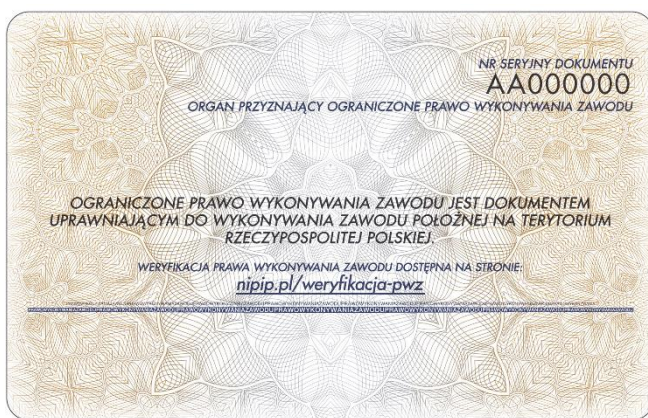 NR SERYJNY DOKUMENTU
AA000000
ORGAN PRZYZNAJĄCY OGRANICZONE PRAWO WYKONYWANIA ZAWODU
OGRANICZONE PRAWO WYKONYWANIA ZAWODU JEST DOKUMENTEM
UPRAWNIAJĄCYM DO WYKONYWANIA ZAWODU POŁOŻNEJ NA TERYTORIUM
RZECZYPOSPOLITEJ POLSKIEJ.
WERYFIKACJA PRAWA WYKONYWANIA ZAWODU DOSTĘPNA NA STRONIE:
nipip.pl/weryfikacja-pwz